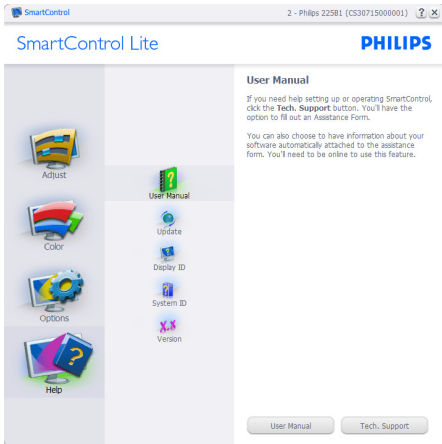 SmartControl
2 - Philips 225B1 (CS30715000001) ? X
SmartControl Lite
PHILIPS
Adjust
Color
Options
Help
User Manual
Update
Display ID
System ID
X.X
Version
User Manual
If you need help setting up or operating SmartControl,
click the Tech. Support button. You'll have the
option to fill out an Assistance Form.
You can also choose to have information about your
software automatically attached to the assistance
form. You'll need to be online to use this feature.
User Manual
Tech. Support